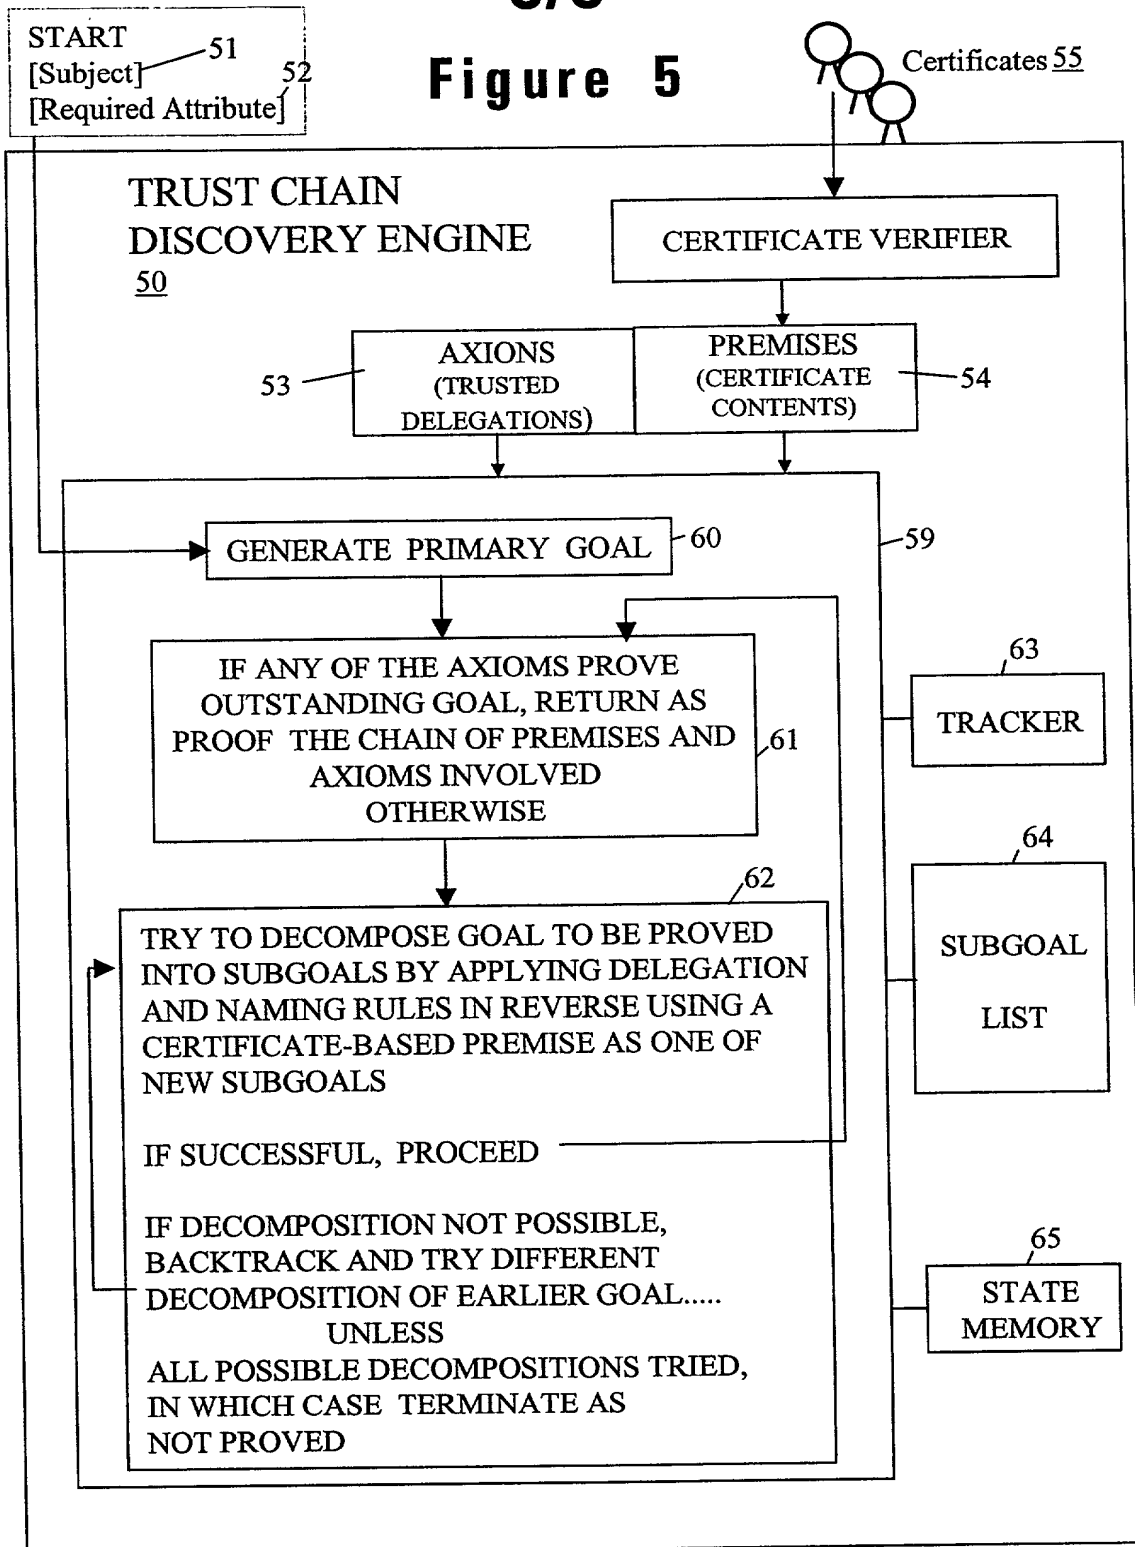 START
[Subject]
51
[Required Attribute]
52
Figure 5
Certificates 55
TRUST CHAIN
DISCOVERY ENGINE
50
CERTIFICATE VERIFIER
AXIONS
(TRUSTED
DELEGATIONS)
53
PREMISES
(CERTIFICATE
CONTENTS)
54
GENERATE PRIMARY GOAL
60
59
IF ANY OF THE AXIOMS PROVE
OUTSTANDING GOAL, RETURN AS
PROOF THE CHAIN OF PREMISES AND
AXIOMS INVOLVED
OTHERWISE
61
63
TRACKER
64
SUBGOAL
LIST
62
TRY TO DECOMPOSE GOAL TO BE PROVED
INTO SUBGOALS BY APPLYING DELEGATION
AND NAMING RULES IN REVERSE USING A
CERTIFICATE-BASED PREMISE AS ONE OF
NEW SUBGOALS
IF SUCCESSFUL, PROCEED
IF DECOMPOSITION NOT POSSIBLE,
BACKTRACK AND TRY DIFFERENT
DECOMPOSITION OF EARLIER GOAL.....
UNLESS
ALL POSSIBLE DECOMPOSITIONS TRIED,
IN WHICH CASE TERMINATE AS
NOT PROVED
65
STATE
MEMORY